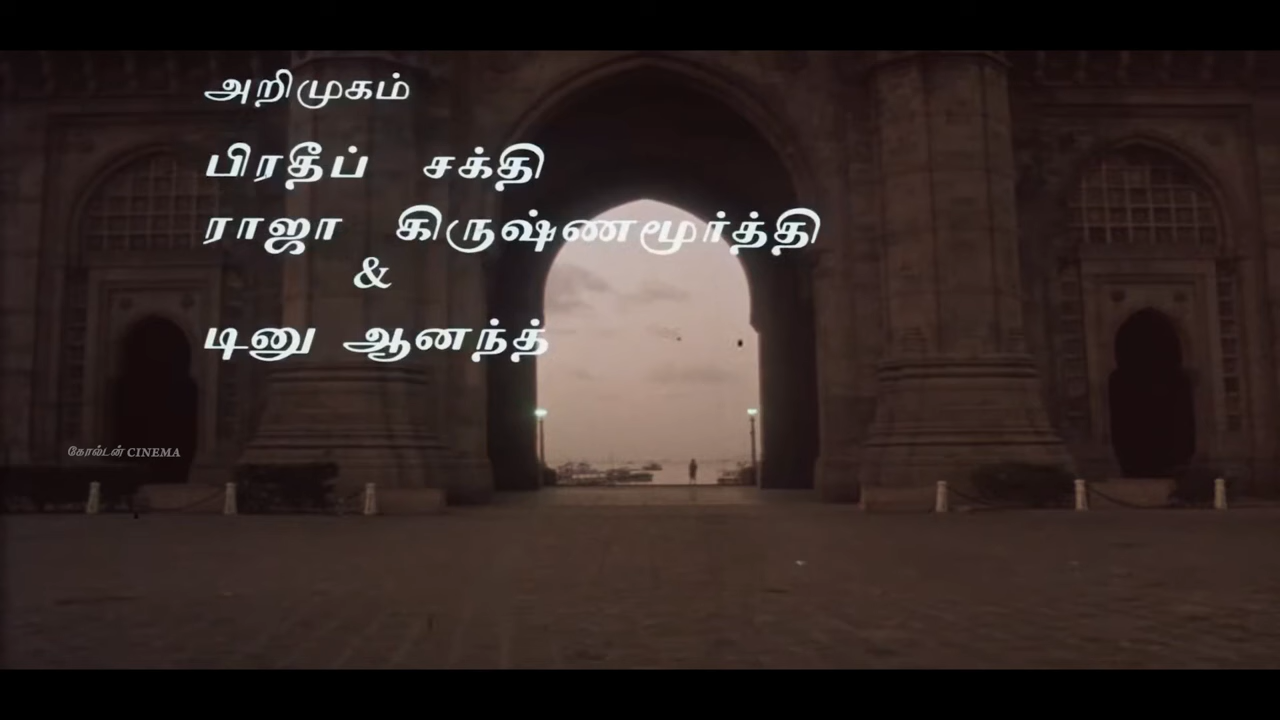 அறிமுகம்
பிரதீப் சக்தி
ராஜா கிருஷ்ணமூர்த்தி
&
டினு ஆனந்த்
கோல்டன் CINEMA